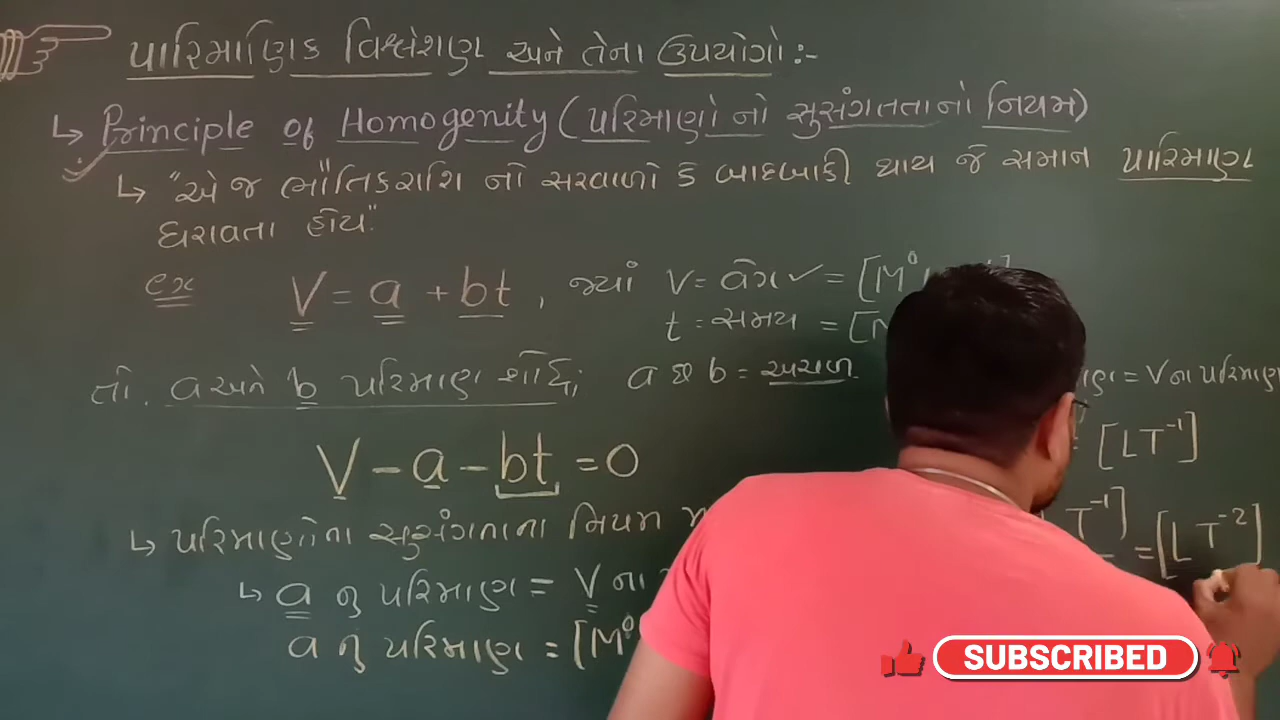 પારિમાણિક વિશ્લેશણ અને તેના ઉપયોગો :-
↳ Principle of Homogenity (પરિમાણો નો સુસંગતતાનો નિયમ)
↳ "એ જ ભૌતિકરાશિ નો સરવાળો કે બાદબાકી થાય જે સમાન પારિમાણ
ધરાવતા હોય"
ex V = a + bt , જ્યાં V = વેગ ✓ = [M⁰
t = સમય = [M
તો. a અને b પરિમાણ શોધો; a છ b = અચળ
= V ના પરિમાણ
V - a - bt = 0
[LT⁻¹]
↳ પરિમાણોના સુસંગતતાના નિયમ
T⁻¹] = [LT⁻²]
↳ a નુ પરિમાણ = V ના
a નું પરિમાણ = [M⁰
SUBSCRIBED